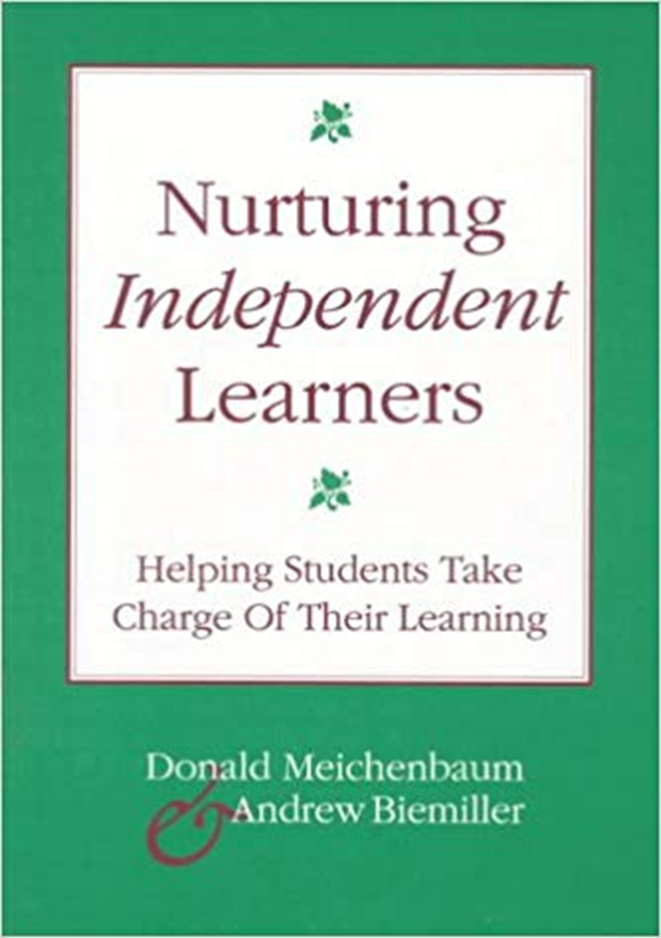 Nurturing
Independent
Learners
Helping Students Take
Charge Of Their Learning
Donald Meichenbaum
& Andrew Biemiller